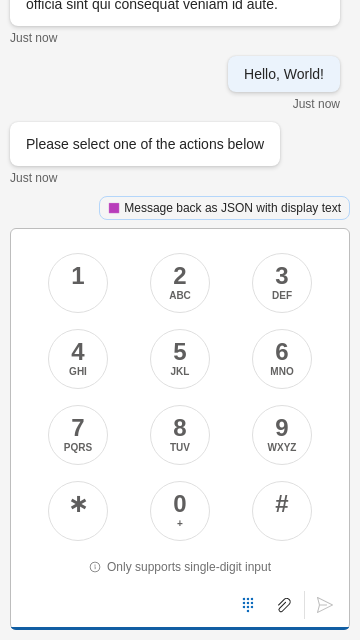 officia sint qui consequat veniam id aute.
Just now
Hello, World!
Just now
Please select one of the actions below
Just now
Message back as JSON with display text
1 2 3
ABC DEF
4 5 6
GHI JKL MNO
7 8 9
PQRS TUV WXYZ
* 0 #
+
Only supports single-digit input